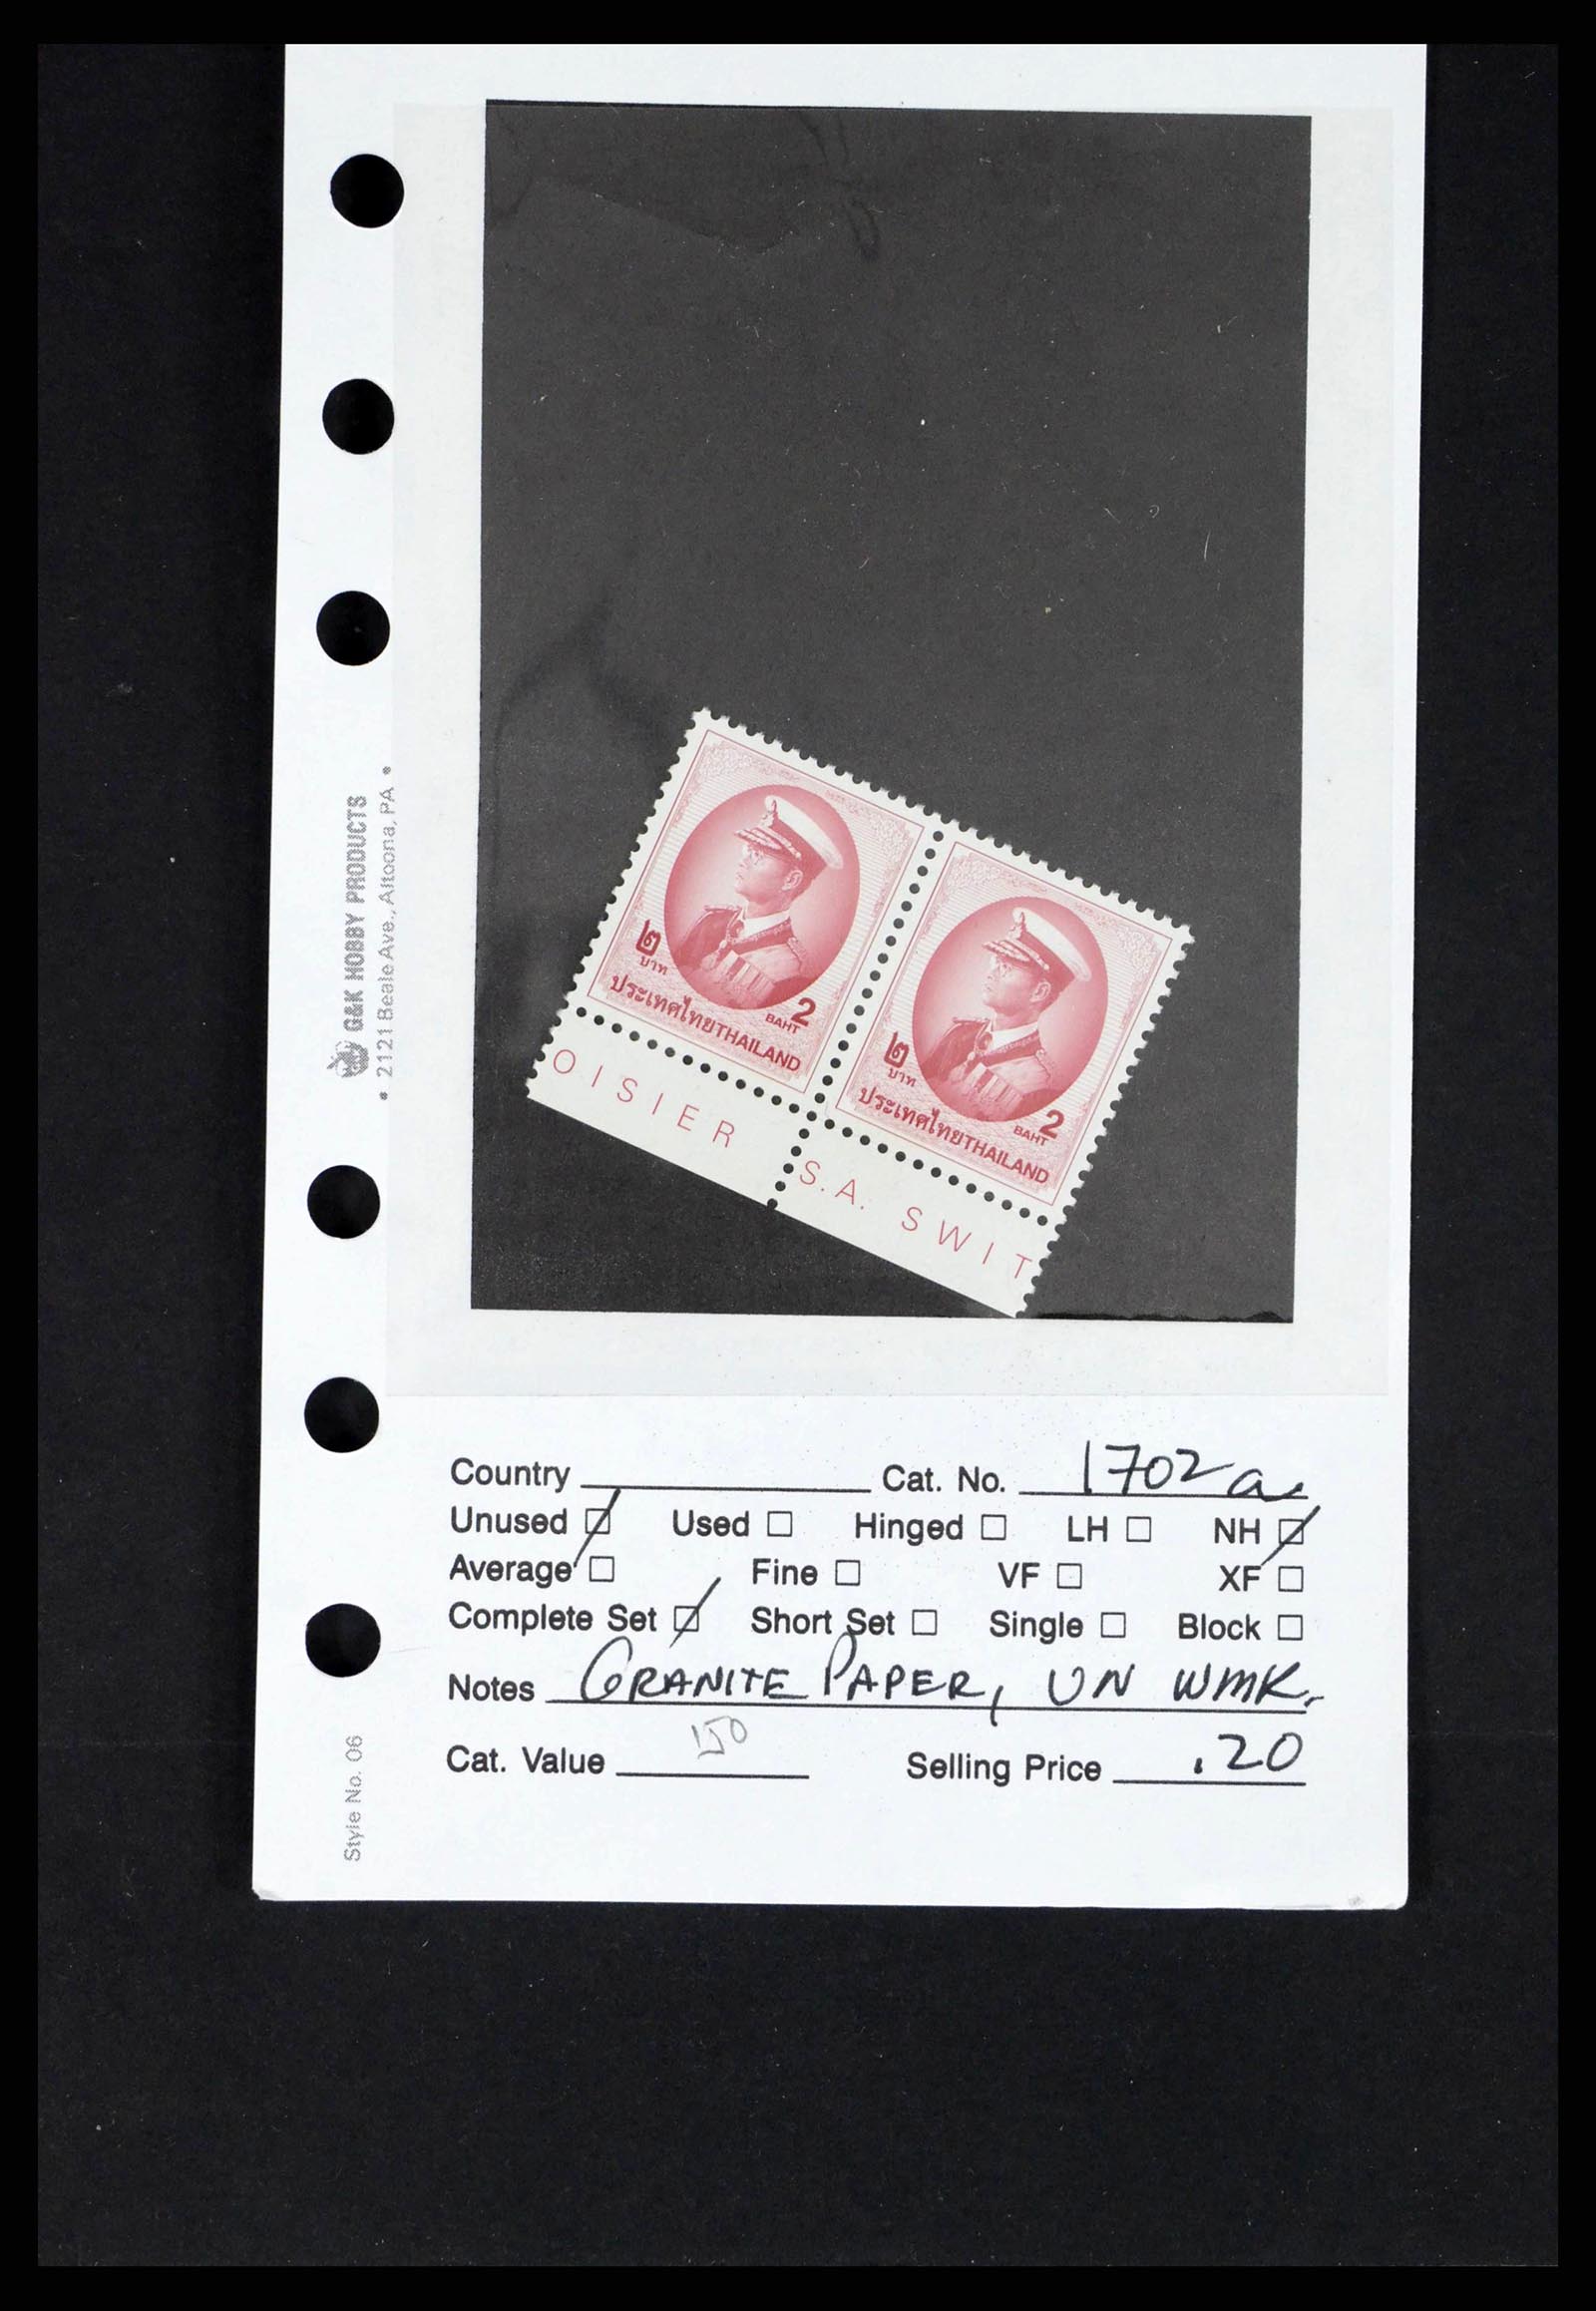 G&K HOBBY PRODUCTS
• 2121 Beale Ave., Altoona, PA •
๒
บาท
2
BAHT
ประเทศไทยTHAILAND
๒
บาท
2
BAHT
ประเทศไทยTHAILAND
OISIER S.A. SWIT
Country Cat. No. 1702a
Unused Used Hinged LH NH
Average Fine VF XF
Complete Set Short Set Single Block
Notes GRANITE PAPER, UN WMK.
Cat. Value 150 Selling Price .20
Style No. 06